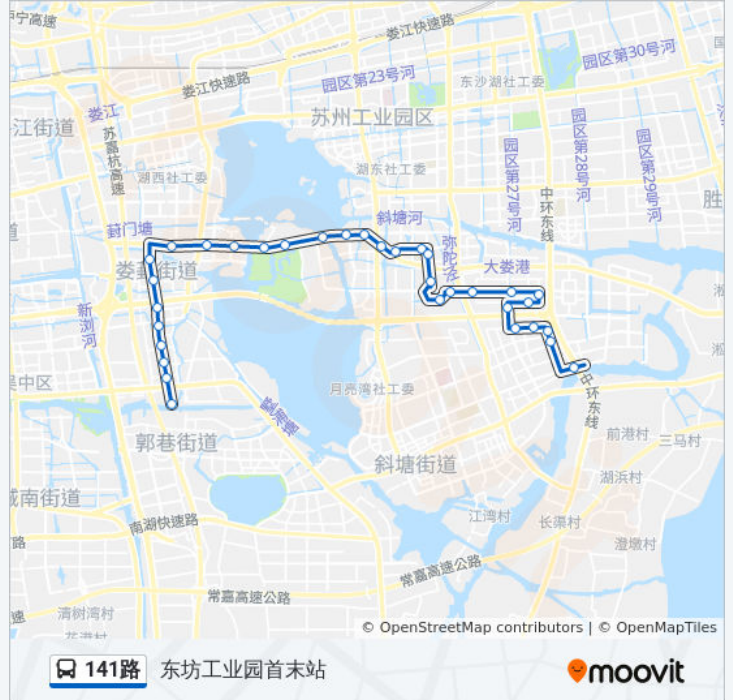 沪宁高速
娄江高速
园区第30号河
园区第23号河
娄江快速路
东沙湖社工委
娄江
苏州工业园区
江街道
苏嘉杭高速
园区第27号河
园区第28号河
园区第29号河
湖东社工委
湖西社工委
中环东线
胜
斜塘河
葑门塘
道
弥陀泾
大娄港
娄葑街道
新浏河
淞
中区
月亮湾社工委
中环东线
郭巷街道
前港村
三马村
斜塘街道
湖浜村
城南街道
江湾村
长渠村
南湖快速路
路
澄墩村
常嘉高速公路
常嘉高速公路
速
清树湾村
© OpenStreetMap contributors | © OpenMapTiles
141路 东坊工业园首末站
moovit